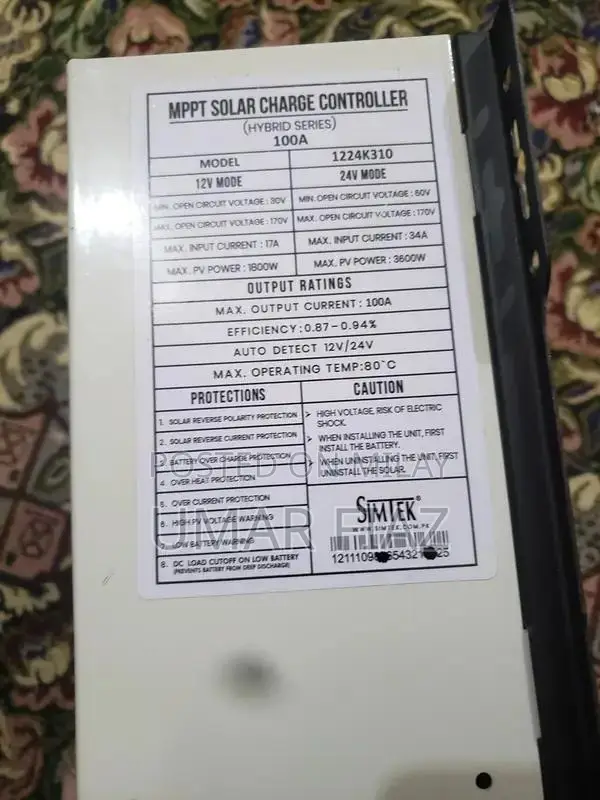 MPPT SOLAR CHARGE CONTROLLER
(HYBRID SERIES)
100A
MODEL 1224K310
12V MODE 24V MODE
MIN. OPEN CIRCUIT VOLTAGE : 30V MIN. OPEN CIRCUIT VOLTAGE : 60V
MAX. OPEN CIRCUIT VOLTAGE : 170V MAX. OPEN CIRCUIT VOLTAGE : 170V
MAX. INPUT CURRENT : 17A MAX. INPUT CURRENT : 34A
MAX. PV POWER : 1800W MAX. PV POWER : 3600W
OUTPUT RATINGS
MAX. OUTPUT CURRENT : 100A
EFFICIENCY : 0.87 - 0.94%
AUTO DETECT 12V/24V
MAX. OPERATING TEMP:80°C
PROTECTIONS
1. SOLAR REVERSE POLARITY PROTECTION
2. SOLAR REVERSE CURRENT PROTECTION
3. BATTERY OVER CHARGE PROTECTION
4. OVER HEAT PROTECTION
5. OVER CURRENT PROTECTION
6. HIGH PV VOLTAGE WARNING
7. LOW BATTERY WARNING
8. DC LOAD CUTOFF ON LOW BATTERY
(PREVENTS BATTERY FROM DEEP DISCHARGE)
CAUTION
> HIGH VOLTAGE, RISK OF ELECTRIC
SHOCK.
> WHEN INSTALLING THE UNIT, FIRST
INSTALL THE BATTERY.
> WHEN UNINSTALLING THE UNIT, FIRST
UNINSTALL THE SOLAR.
SIMTEK®
WWW.SIMTEK.COM.PK
POSTED ON MILAY
UMAR